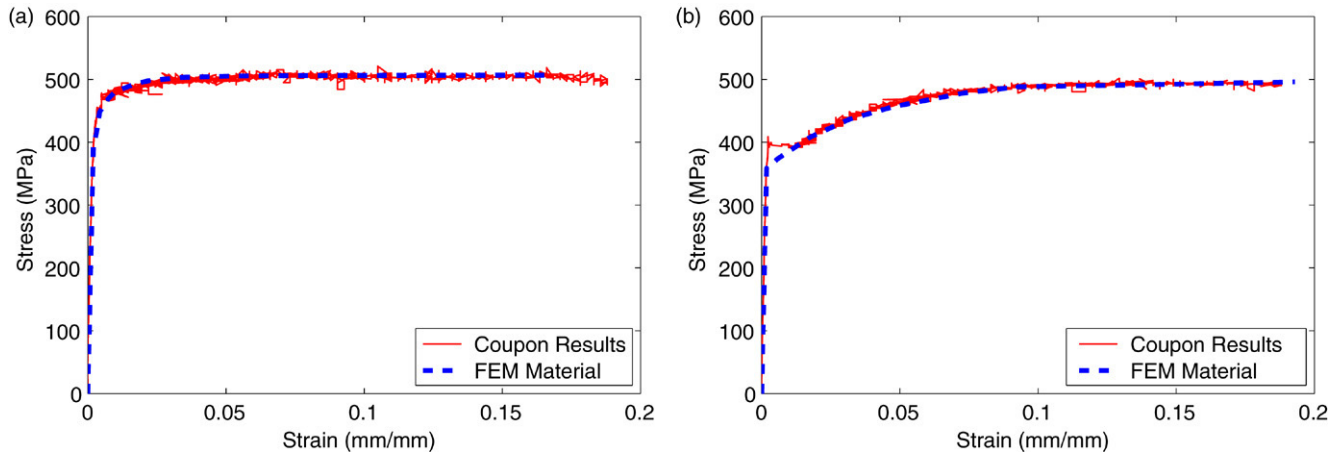 (a)
600
500
400
300
200
100
0
Stress (MPa)
Coupon Results
FEM Material
0 0.05 0.1 0.15 0.2
Strain (mm/mm)
(b)
600
500
400
300
200
100
0
Stress (MPa)
Coupon Results
FEM Material
0 0.05 0.1 0.15 0.2
Strain (mm/mm)